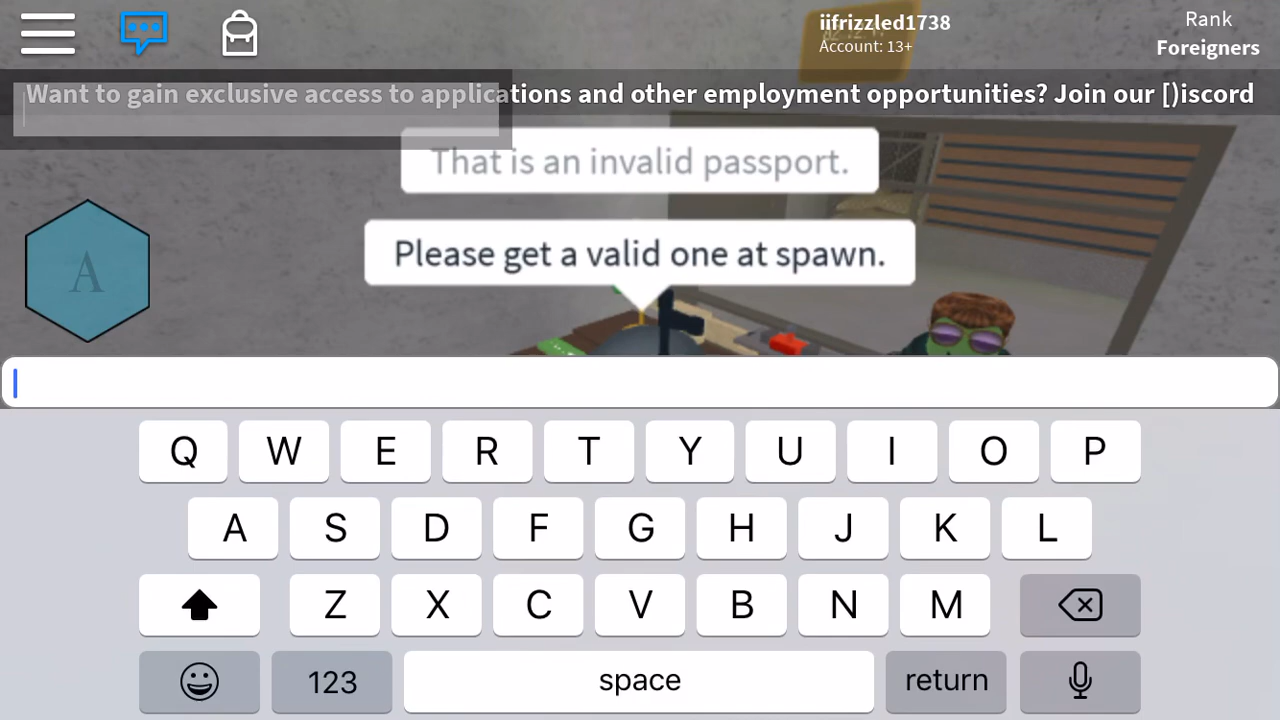 iifrizzled1738
Account: 13+
Rank
Foreigners
Want to gain exclusive access to applications and other employment opportunities? Join our [)iscord
That is an invalid passport.
Please get a valid one at spawn.
A
Q W E R T Y U I O P
A S D F G H J K L
Z X C V B N M
123 space return